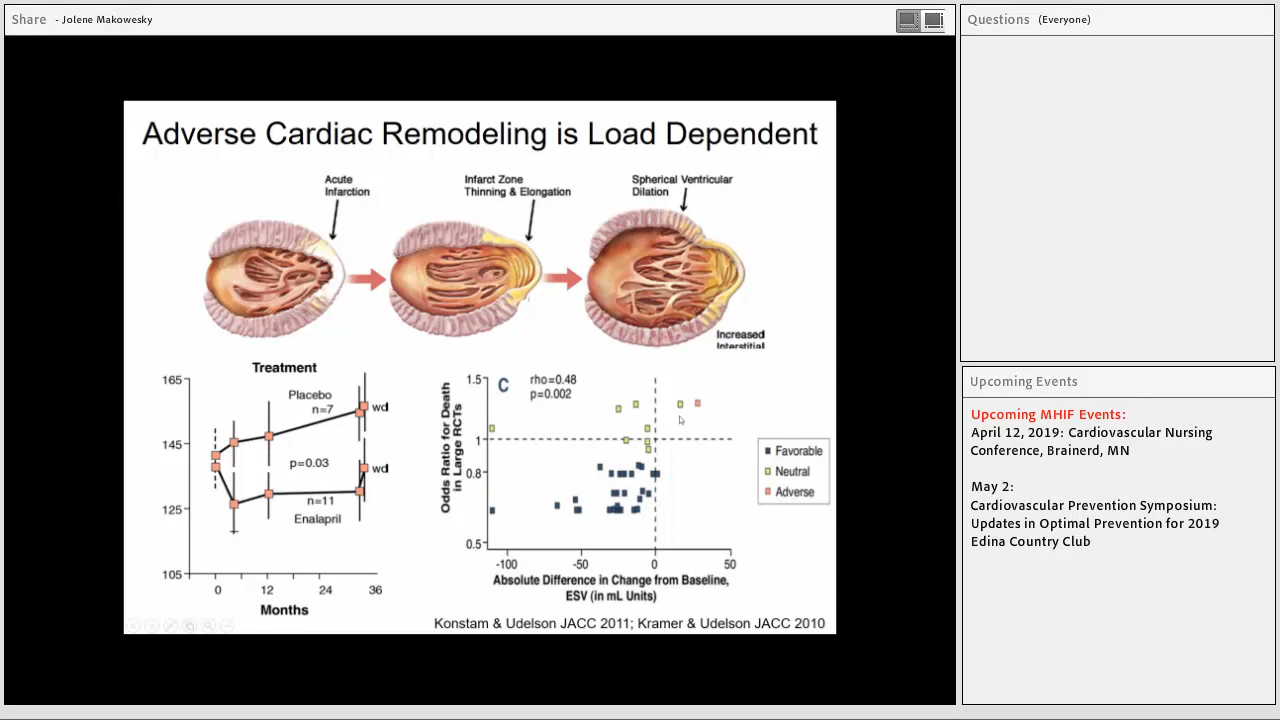 Share - Jolene Makowesky
Adverse Cardiac Remodeling is Load Dependent
Acute
Infarction
Infarct Zone
Thinning & Elongation
Spherical Ventricular
Dilation
Increased
Interstitial
Treatment
165
145
125
105
Placebo
n=7
wd
p=0.03
wd
n=11
Enalapril
0
12
24
36
Months
C
rho=0.48
p=0.002
Odds Ratio for Death
in Large RCTs
1.5
1
0.8
0.5
-100
-50
0
50
Absolute Difference in Change from Baseline,
ESV (in mL Units)
Favorable
Neutral
Adverse
Konstam & Udelson JACC 2011; Kramer & Udelson JACC 2010
Questions (Everyone)
Upcoming Events
Upcoming MHIF Events:
April 12, 2019: Cardiovascular Nursing
Conference, Brainerd, MN
May 2:
Cardiovascular Prevention Symposium:
Updates in Optimal Prevention for 2019
Edina Country Club